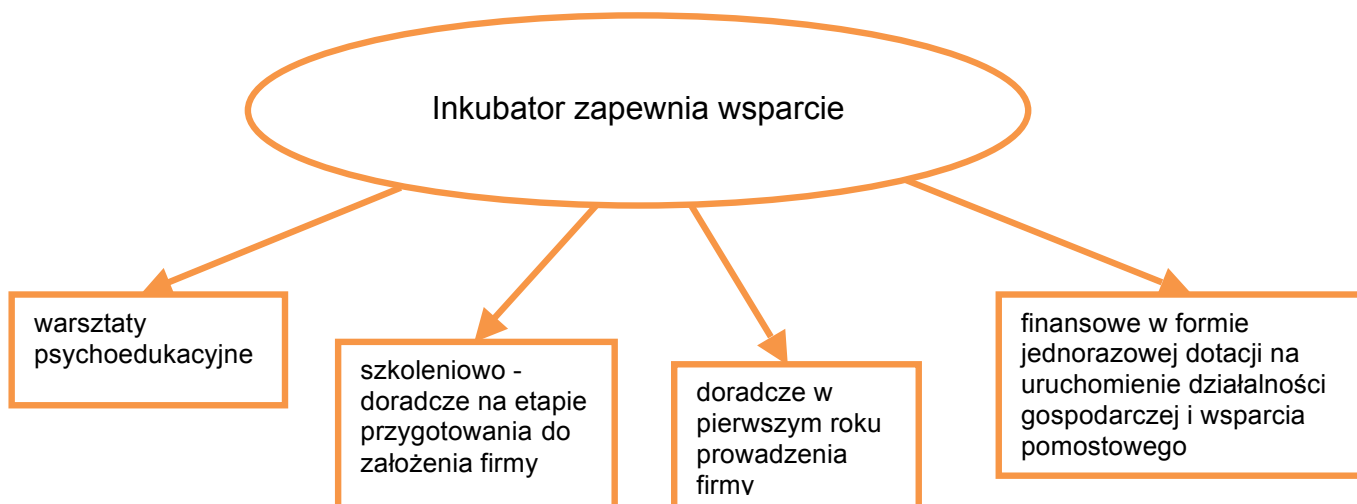 Inkubator zapewnia wsparcie
warsztaty
psychoedukacyjne
szkoleniowo -
doradcze na etapie
przygotowania do
założenia firmy
doradcze w
pierwszym roku
prowadzenia
firmy
finansowe w formie
jednorazowej dotacji na
uruchomienie działalności
gospodarczej i wsparcia
pomostowego